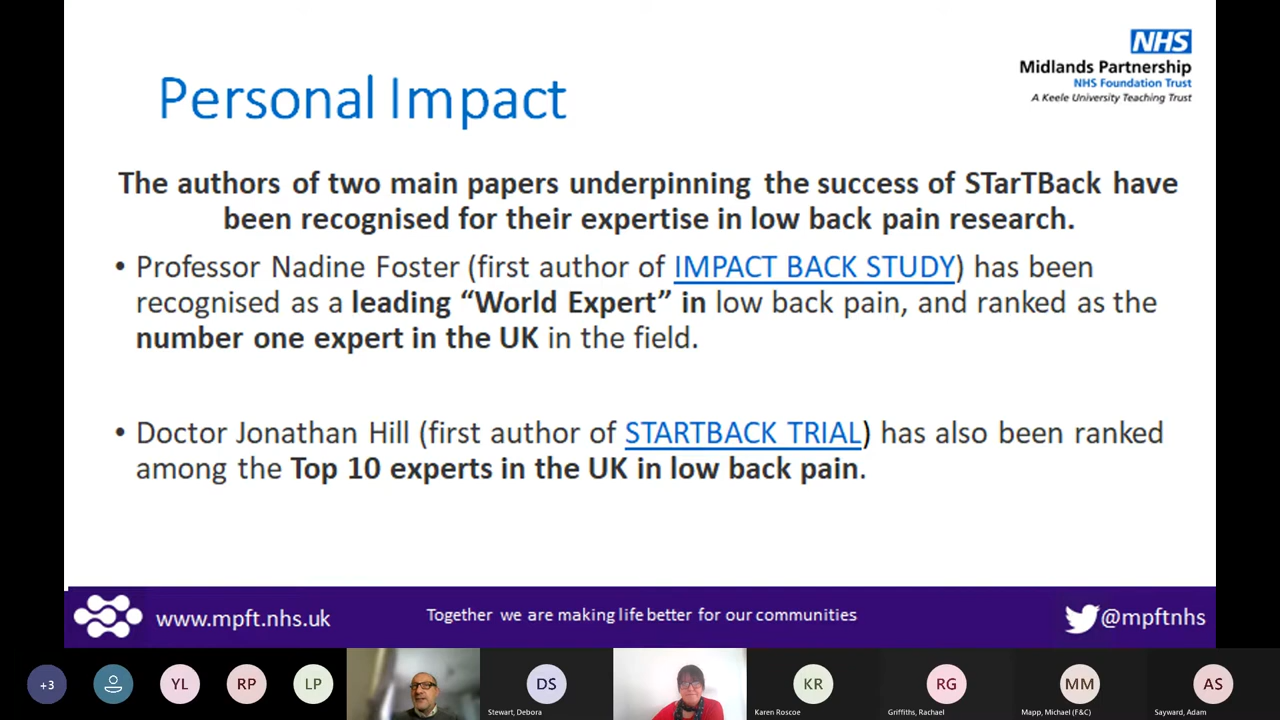 NHS
Midlands Partnership
NHS Foundation Trust
A Keele University Teaching Trust
Personal Impact
The authors of two main papers underpinning the success of STarTBack have
been recognised for their expertise in low back pain research.
• Professor Nadine Foster (first author of IMPACT BACK STUDY) has been
recognised as a leading “World Expert” in low back pain, and ranked as the
number one expert in the UK in the field.
• Doctor Jonathan Hill (first author of STARTBACK TRIAL) has also been ranked
among the Top 10 experts in the UK in low back pain.
www.mpft.nhs.uk
Together we are making life better for our communities
@mpftnhs
+3
YL
RP
LP
DS
KR
RG
MM
AS
Stewart, Debora
Karen Roscoe
Griffiths, Rachael
Mapp, Michael (F&C)
Sayward, Adam